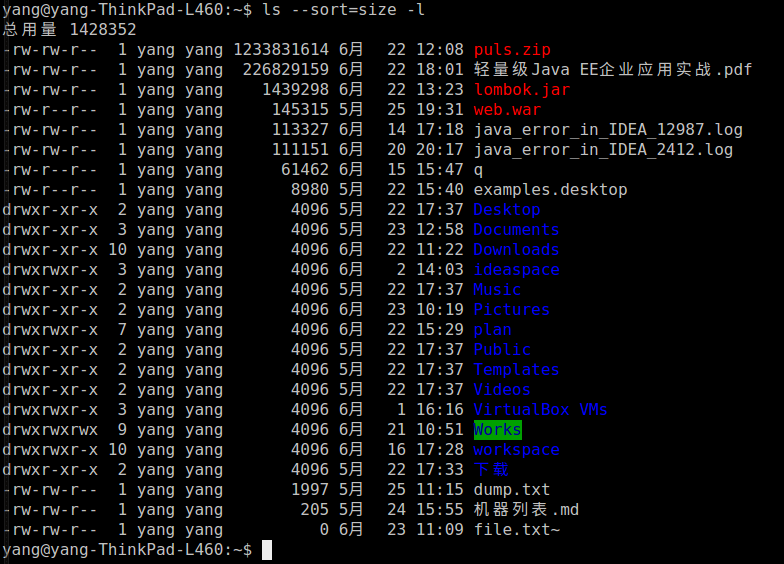 yang@yang-ThinkPad-L460:~$ ls --sort=size -l
总用量 1428352
-rw-rw-r--  1 yang yang 1233831614 6月  22 12:08 puls.zip
-rw-rw-r--  1 yang yang  226829159 6月  22 18:01 轻量级Java EE企业应用实战.pdf
-rw-rw-r--  1 yang yang    1439298 6月  22 13:23 lombok.jar
-rw-r--r--  1 yang yang     145315 5月  25 19:31 web.war
-rw-rw-r--  1 yang yang     113327 6月  14 17:18 java_error_in_IDEA_12987.log
-rw-rw-r--  1 yang yang     111151 6月  20 20:17 java_error_in_IDEA_2412.log
-rw-r--r--  1 yang yang      61462 6月  15 15:47 q
-rw-r--r--  1 yang yang       8980 5月  22 15:40 examples.desktop
drwxr-xr-x  2 yang yang       4096 5月  22 17:37 Desktop
drwxr-xr-x  3 yang yang       4096 5月  23 12:58 Documents
drwxr-xr-x 10 yang yang       4096 6月  22 11:22 Downloads
drwxrwxr-x  3 yang yang       4096 6月   2 14:03 ideaspace
drwxr-xr-x  2 yang yang       4096 5月  22 17:37 Music
drwxr-xr-x  2 yang yang       4096 6月  23 10:19 Pictures
drwxrwxr-x  7 yang yang       4096 6月  22 15:29 plan
drwxr-xr-x  2 yang yang       4096 5月  22 17:37 Public
drwxr-xr-x  2 yang yang       4096 5月  22 17:37 Templates
drwxr-xr-x  2 yang yang       4096 5月  22 17:37 Videos
drwxrwxr-x  3 yang yang       4096 6月   1 16:16 VirtualBox VMs
drwxrwxrwx  9 yang yang       4096 6月  21 10:51 Works
drwxrwxr-x 10 yang yang       4096 6月  16 17:28 workspace
drwxr-xr-x  2 yang yang       4096 5月  22 17:33 下载
-rw-rw-r--  1 yang yang       1997 5月  25 11:15 dump.txt
-rw-rw-r--  1 yang yang        205 5月  24 15:55 机器列表.md
-rw-rw-r--  1 yang yang          0 6月  23 11:09 file.txt~
yang@yang-ThinkPad-L460:~$